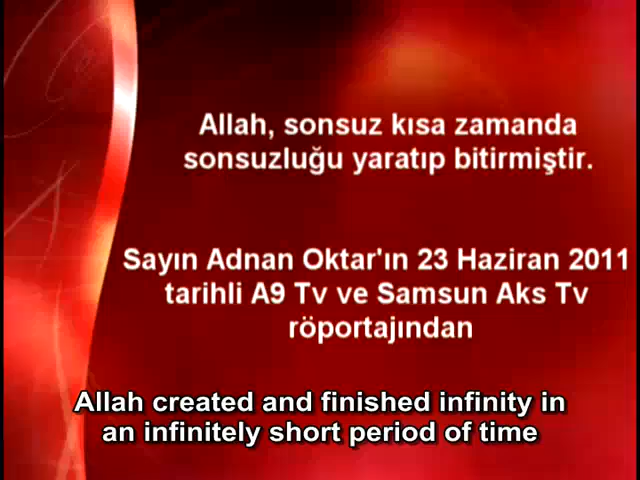 Allah, sonsuz kısa zamanda
sonsuzluğu yaratıp bitirmiştir.
Sayın Adnan Oktar'ın 23 Haziran 2011
tarihli A9 Tv ve Samsun Aks Tv
röportajından
Allah created and finished infinity in
an infinitely short period of time